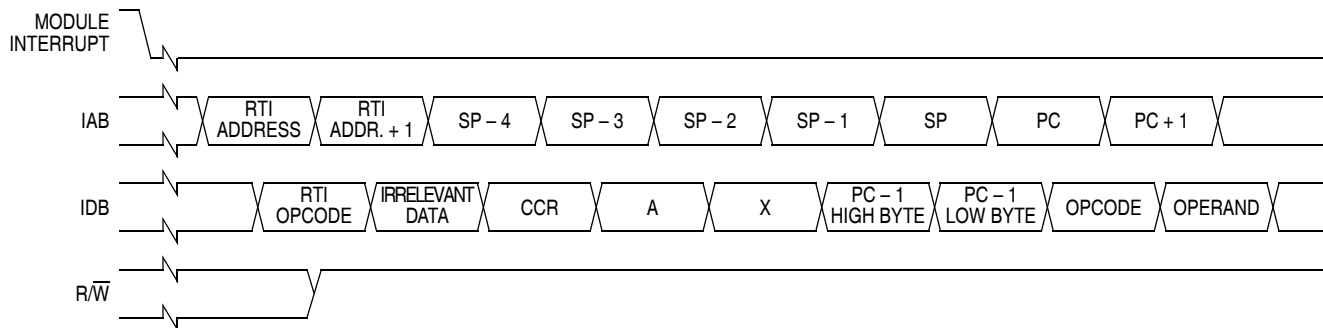 MODULE
INTERRUPT
IAB
RTI
ADDRESS
RTI
ADDR. + 1
SP – 4
SP – 3
SP – 2
SP – 1
SP
PC
PC + 1
IDB
RTI
OPCODE
IRRELEVANT
DATA
CCR
A
X
PC – 1
HIGH BYTE
PC – 1
LOW BYTE
OPCODE
OPERAND
R/W̅